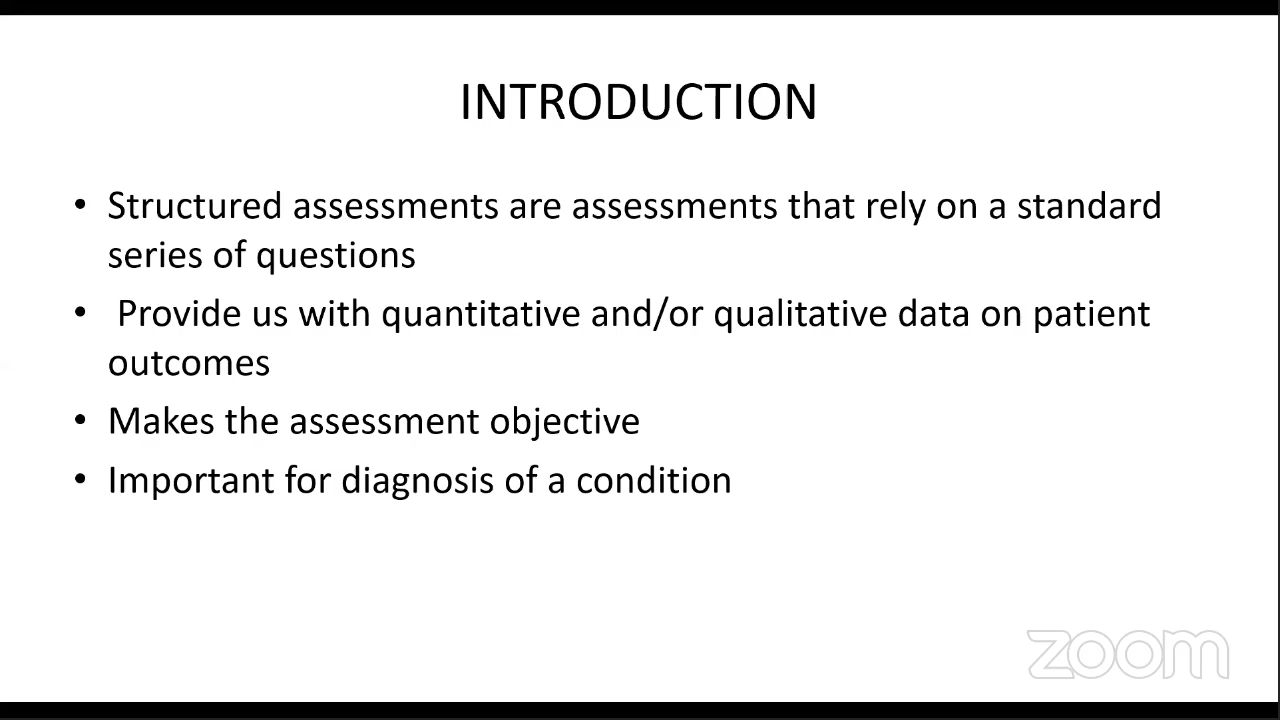 INTRODUCTION
• Structured assessments are assessments that rely on a standard
series of questions
• Provide us with quantitative and/or qualitative data on patient
outcomes
• Makes the assessment objective
• Important for diagnosis of a condition
zoom